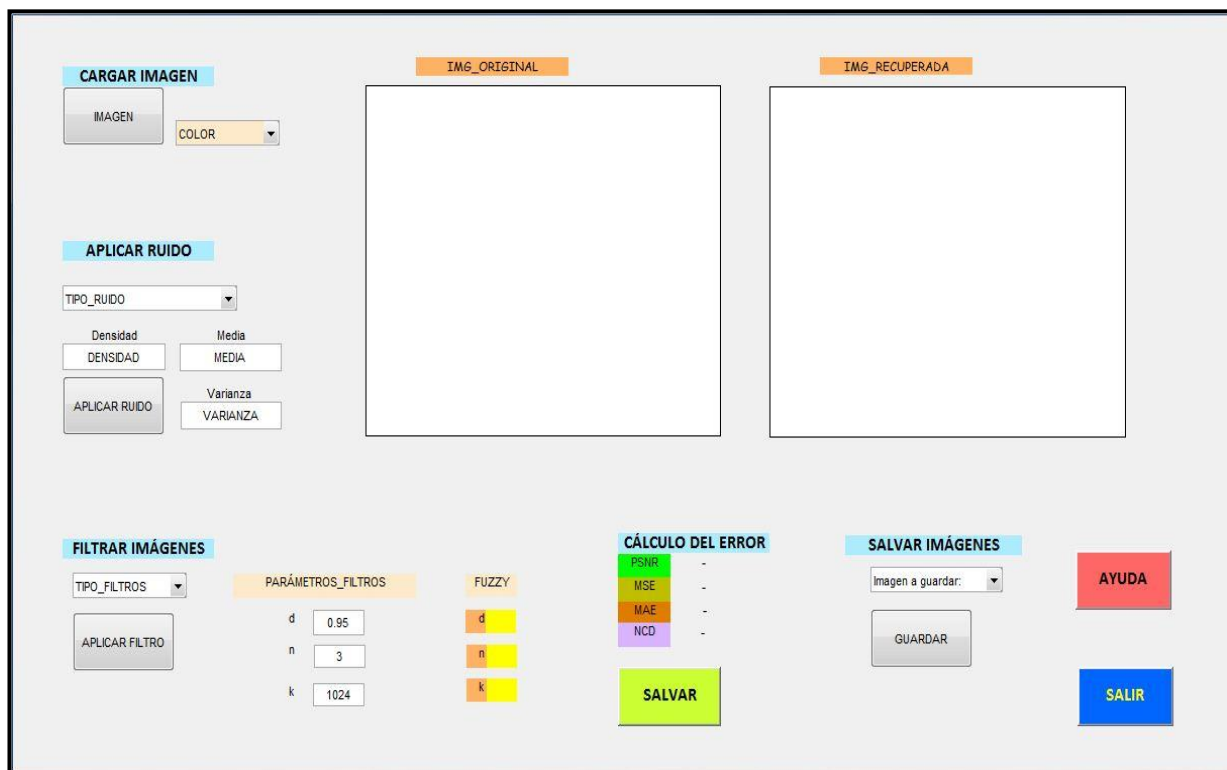 CARGAR IMAGEN
IMAGEN
COLOR
IMG_ORIGINAL
IMG_RECUPERADA
APLICAR RUIDO
TIPO_RUIDO
Densidad
Media
DENSIDAD
MEDIA
APLICAR RUIDO
Varianza
VARIANZA
FILTRAR IMÁGENES
TIPO_FILTROS
APLICAR FILTRO
PARÁMETROS_FILTROS
d 0.95
n 3
k 1024
FUZZY
d
n
k
CÁLCULO DEL ERROR
PSNR -
MSE -
MAE -
NCD -
SALVAR
SALVAR IMÁGENES
Imagen a guardar:
GUARDAR
AYUDA
SALIR